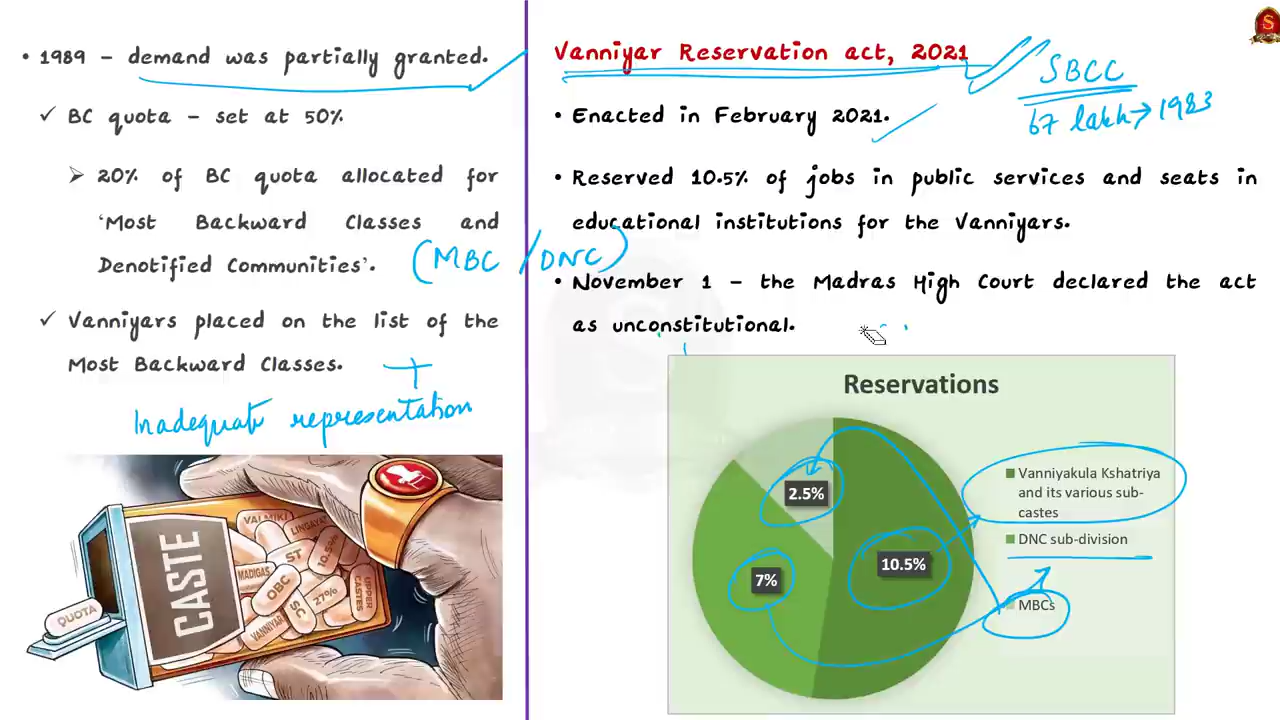 • 1989 – demand was partially granted.
✓ BC quota – set at 50%
➢ 20% of BC quota allocated for
'Most Backward Classes and
Denotified Communities'.
(MBC / DNC)
✓ Vanniyars placed on the list of the
Most Backward Classes.
Inadequate representation
QUOTA
CASTE
VALMIKI
LINGAYAT
MADIGAS
ST
10.5%
OBC
SC
27%
VANNIYAR
UPPER
CASTES
Vanniyar Reservation act, 2021
SBCC
67 lakh → 1983
• Enacted in February 2021.
• Reserved 10.5% of jobs in public services and seats in
educational institutions for the Vanniyars.
• November 1 – the Madras High Court declared the act
as unconstitutional.
Reservations
2.5%
7%
10.5%
Vanniyakula Kshatriya
and its various sub-
castes
DNC sub-division
MBCs
S